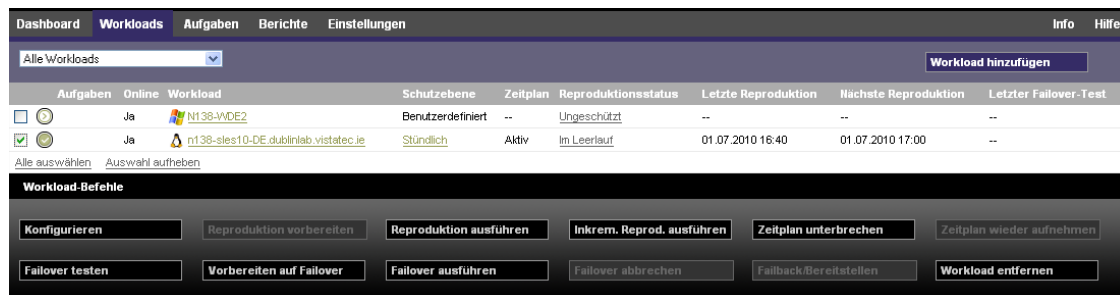 Dashboard Workloads Aufgaben Berichte Einstellungen Info Hilfe
Alle Workloads
Workload hinzufügen
Aufgaben Online Workload Schutzebene Zeitplan Reproduktionsstatus Letzte Reproduktion Nächste Reproduktion Letzter Failover-Test
Ja N138-WDE2 Benutzerdefiniert -- Ungeschützt -- -- --
Ja n138-sles10-DE.dublinlab.vistatec.ie Stündlich Aktiv Im Leerlauf 01.07.2010 16:40 01.07.2010 17:00 --
Alle auswählen Auswahl aufheben
Workload-Befehle
Konfigurieren Reproduktion vorbereiten Reproduktion ausführen Inkrem. Reprod. ausführen Zeitplan unterbrechen Zeitplan wieder aufnehmen
Failover testen Vorbereiten auf Failover Failover ausführen Failover abbrechen Failback/Bereitstellen Workload entfernen